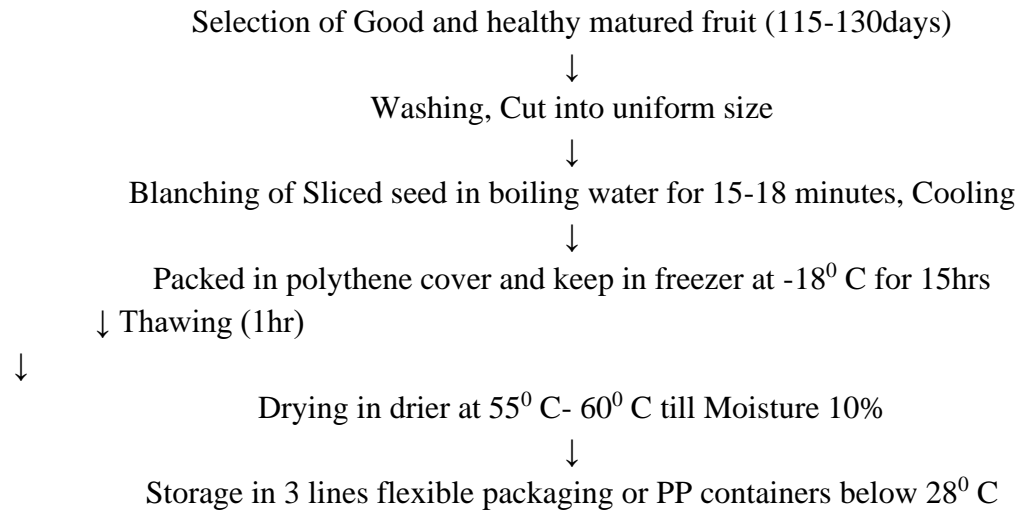 Selection of Good and healthy matured fruit (115-130days)
↓
Washing, Cut into uniform size
↓
Blanching of Sliced seed in boiling water for 15-18 minutes, Cooling
↓
Packed in polythene cover and keep in freezer at -18⁰ C for 15hrs
↓ Thawing (1hr)
↓
Drying in drier at 55⁰ C- 60⁰ C till Moisture 10%
↓
Storage in 3 lines flexible packaging or PP containers below 28⁰ C